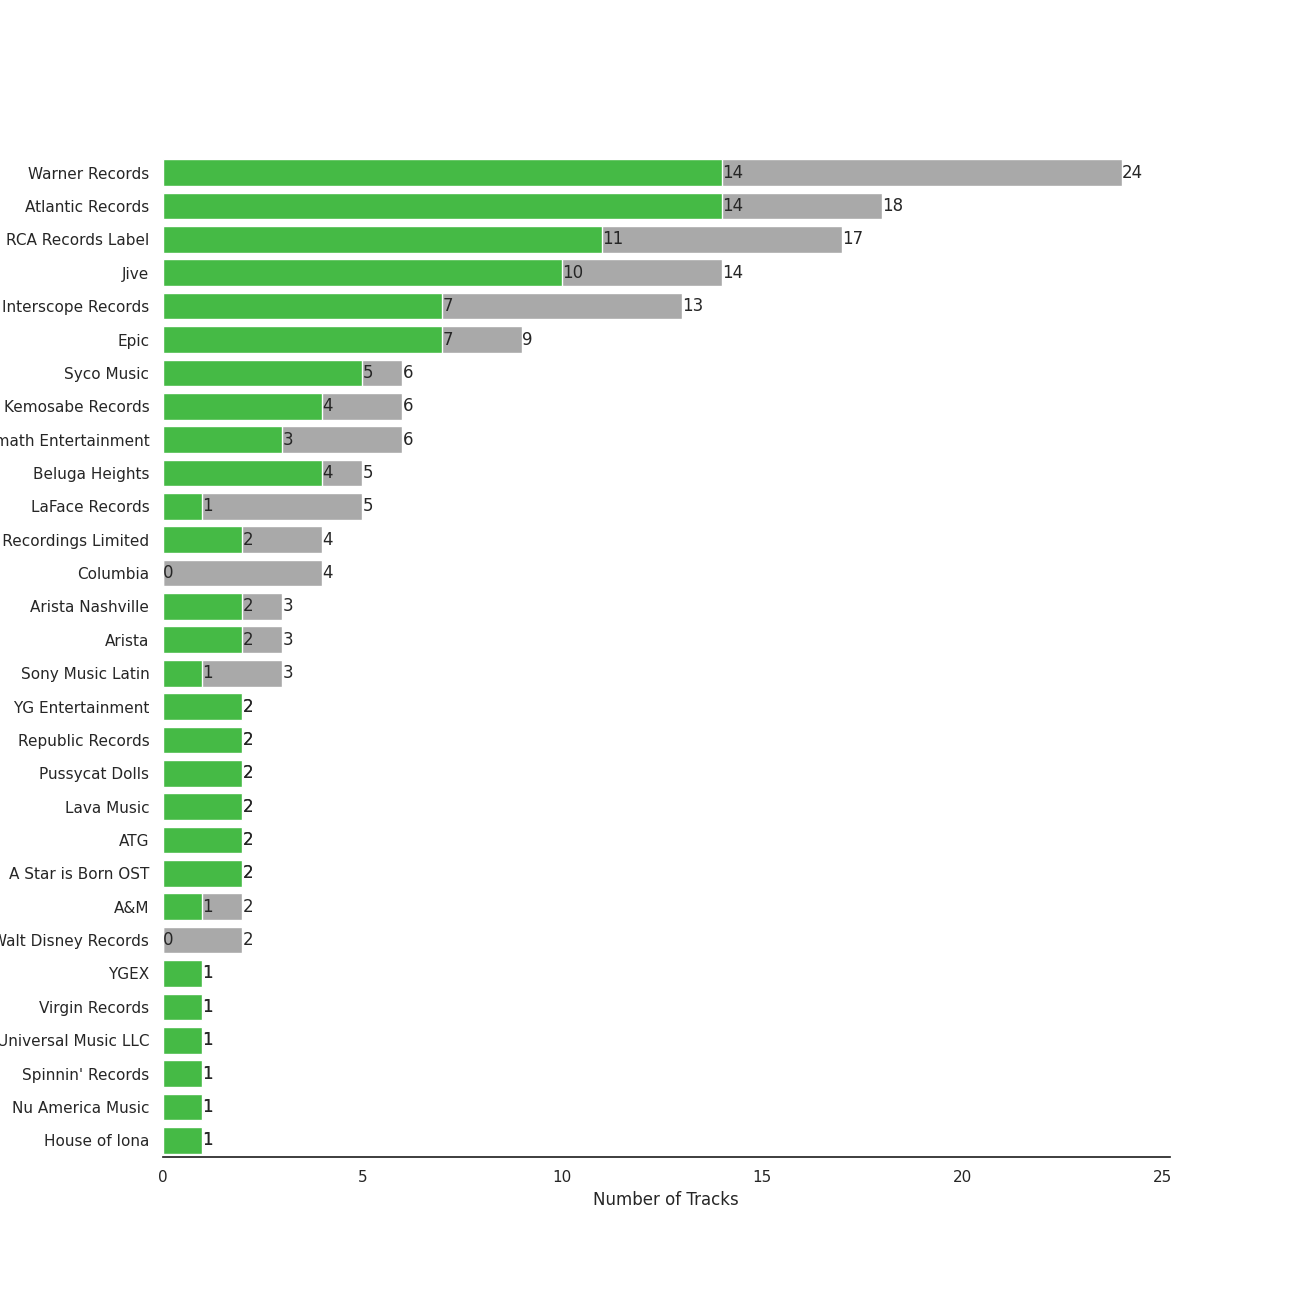 Warner Records 14 24
Atlantic Records 14 18
RCA Records Label 11 17
Jive 10 14
Interscope Records 7 13
Epic 7 9
Syco Music 5 6
Kemosabe Records 4 6
Entertainment 3 6
Beluga Heights 4 5
LaFace Records 1 5
Recordings Limited 2 4
Columbia 0 4
Arista Nashville 2 3
Arista 2 3
Sony Music Latin 1 3
YG Entertainment 2
Republic Records 2
Pussycat Dolls 2
Lava Music 2
ATG 2
A Star is Born OST 2
A&M 1 2
Walt Disney Records 0 2
YGEX 1
Virgin Records 1
Universal Music LLC 1
Spinnin' Records 1
Nu America Music 1
House of Iona 1
0 5 10 15 20 25
Number of Tracks